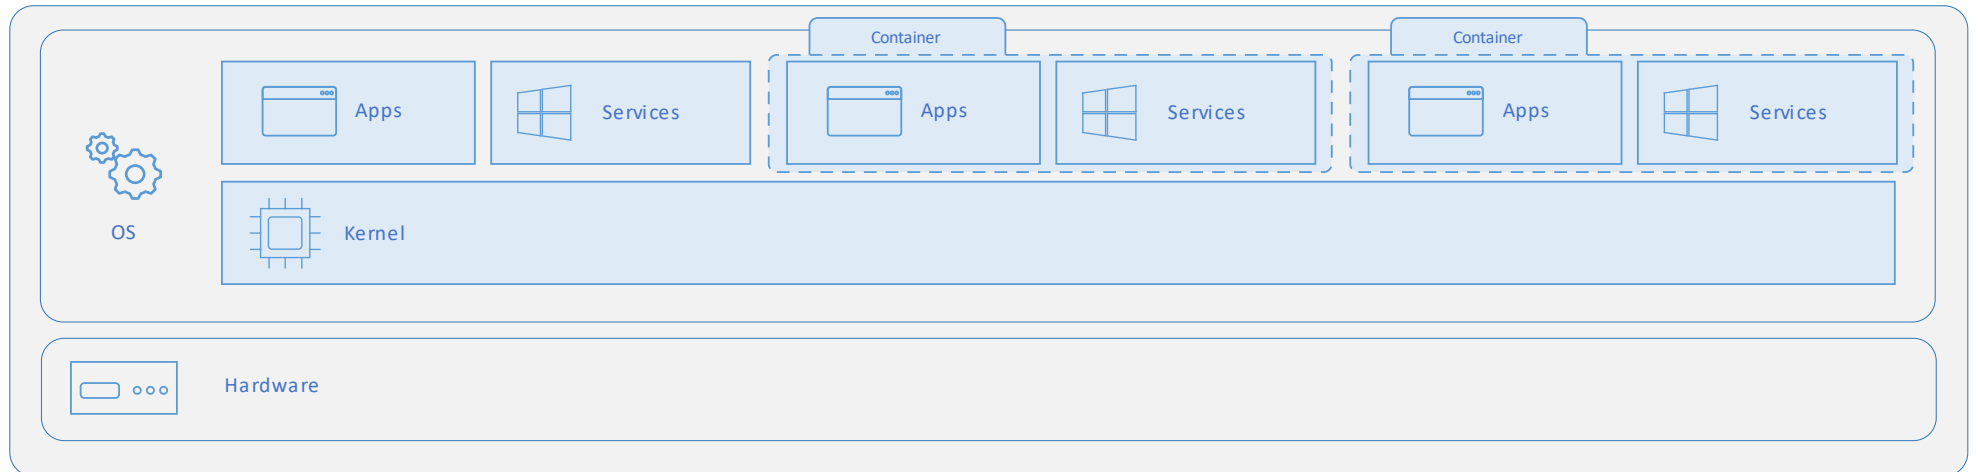 Container
Container
Apps
Services
Apps
Services
Apps
Services
OS
Kernel
Hardware